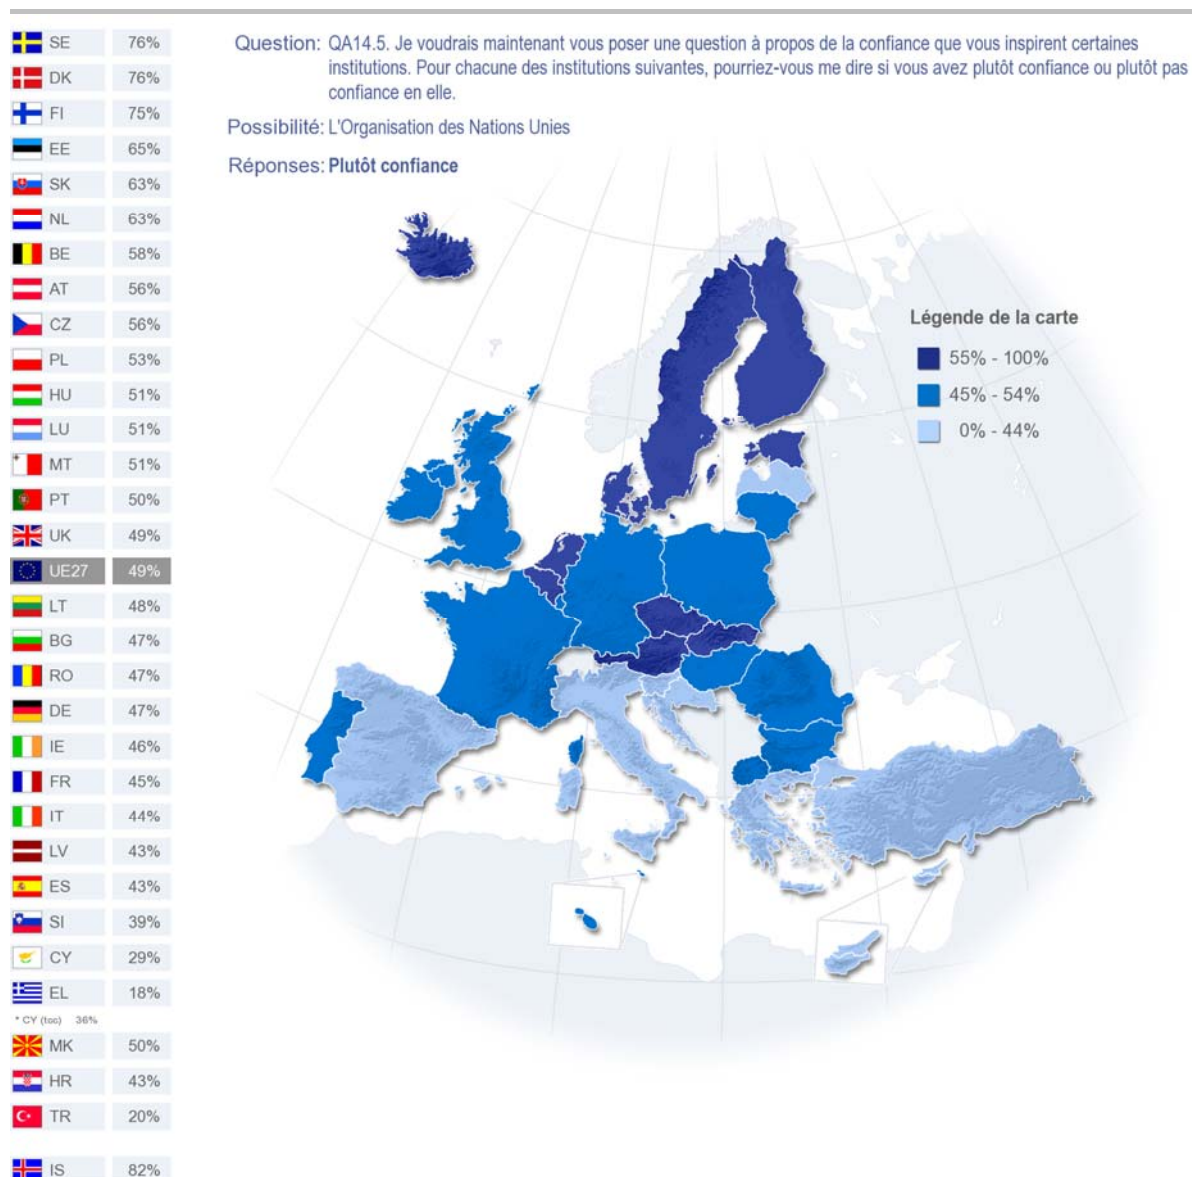 Question: QA14.5. Je voudrais maintenant vous poser une question à propos de la confiance que vous inspirent certaines
institutions. Pour chacune des institutions suivantes, pourriez-vous me dire si vous avez plutôt confiance ou plutôt pas
confiance en elle.
Possibilité: L'Organisation des Nations Unies
Réponses: Plutôt confiance
SE 76%
DK 76%
FI 75%
EE 65%
SK 63%
NL 63%
BE 58%
AT 56%
CZ 56%
PL 53%
HU 51%
LU 51%
MT 51%
PT 50%
UK 49%
UE27 49%
LT 48%
BG 47%
RO 47%
DE 47%
IE 46%
FR 45%
IT 44%
LV 43%
ES 43%
SI 39%
CY 29%
EL 18%
* CY (tcc) 36%
MK 50%
HR 43%
TR 20%
IS 82%
Légende de la carte
55% - 100%
45% - 54%
0% - 44%